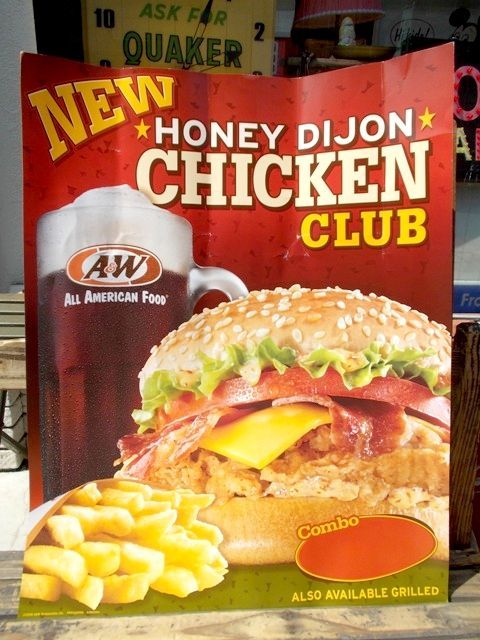 10
ASK FOR
2
QUAKER
NEW
HONEY DIJON
CHICKEN
CLUB
A&W
ALL AMERICAN FOOD
Combo
ALSO AVAILABLE GRILLED